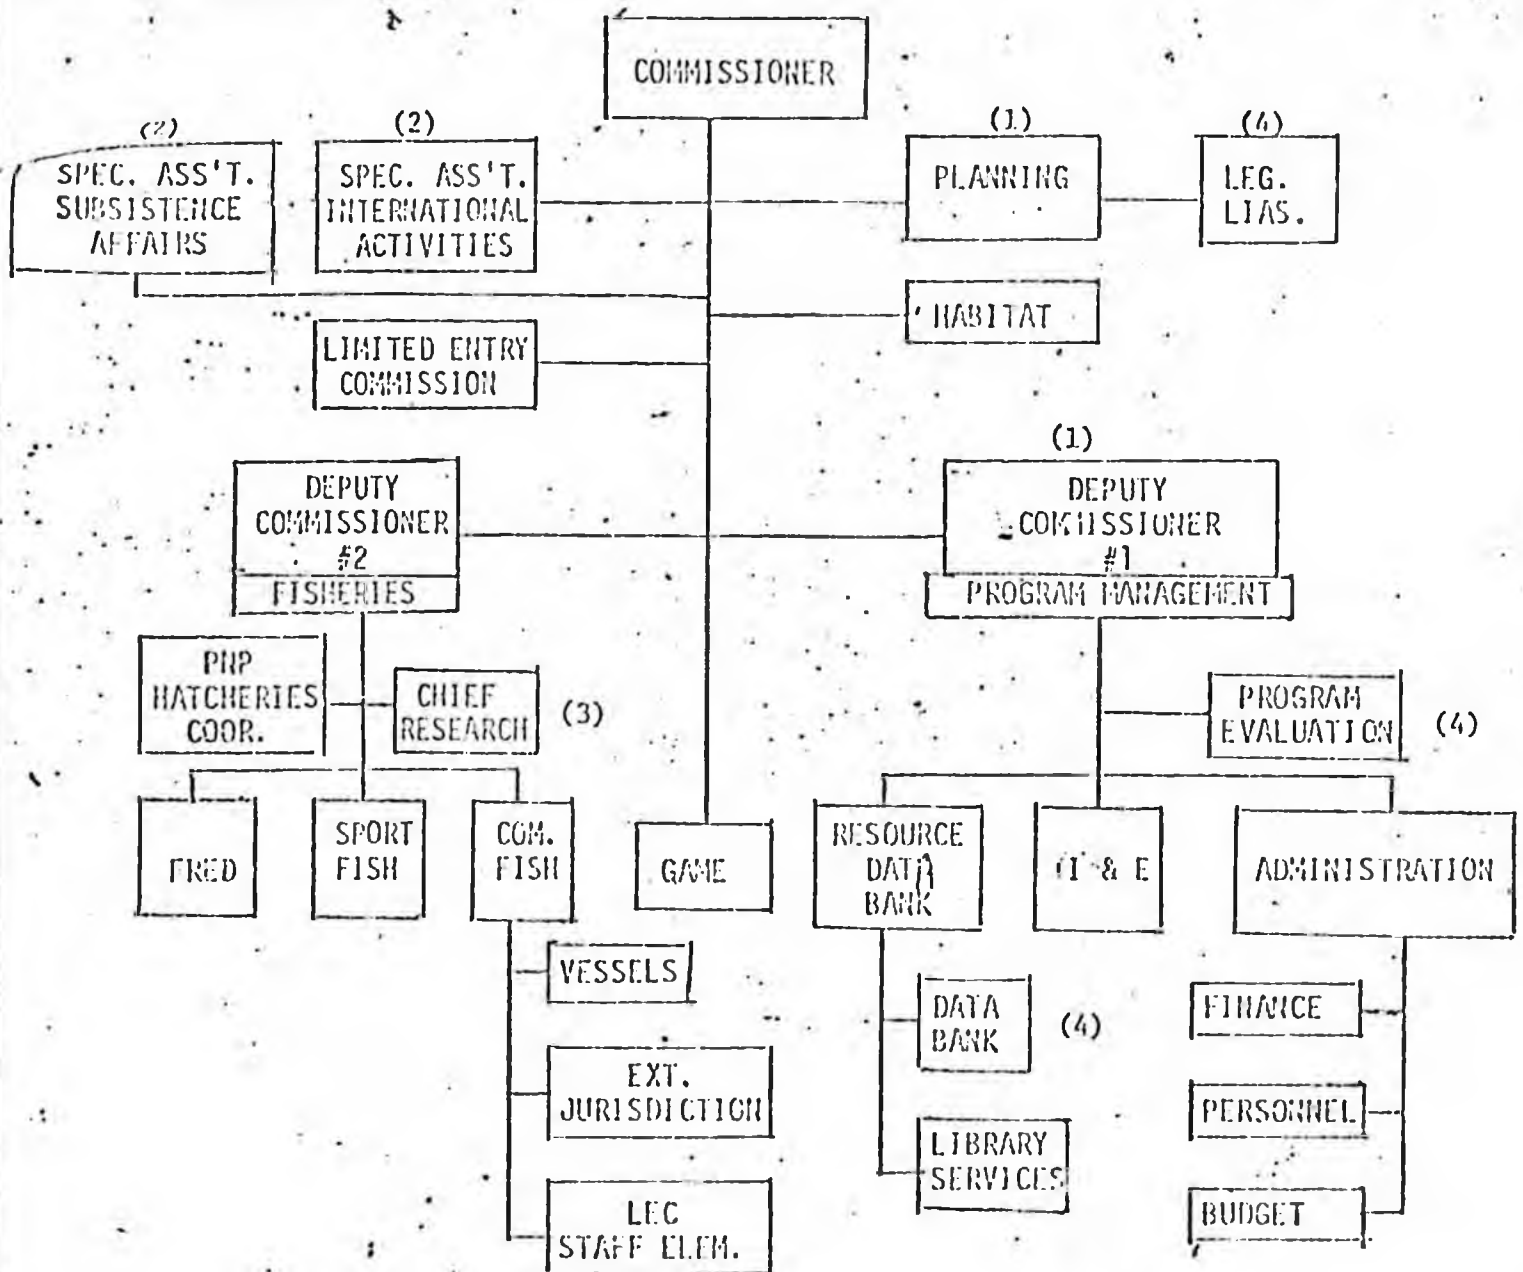 COMMISSIONER
(2)
SPEC. ASS'T.
SUBSISTENCE
AFFAIRS
(2)
SPEC. ASS'T.
INTERNATIONAL
ACTIVITIES
(1)
PLANNING
(4)
LEG.
LIAS.
HABITAT
LIMITED ENTRY
COMMISSION
DEPUTY
COMMISSIONER
#2
FISHERIES
(1)
DEPUTY
COMMISSIONER
#1
PROGRAM MANAGEMENT
PNP
HATCHERIES
COOR.
CHIEF
RESEARCH
(3)
PROGRAM
EVALUATION
(4)
FRED
SPORT
FISH
COM.
FISH
GAME
RESOURCE
DATA
BANK
I & E
ADMINISTRATION
VESSELS
EXT.
JURISDICTION
LEC
STAFF ELEM.
DATA
BANK
(4)
LIBRARY
SERVICES
FINANCE
PERSONNEL
BUDGET